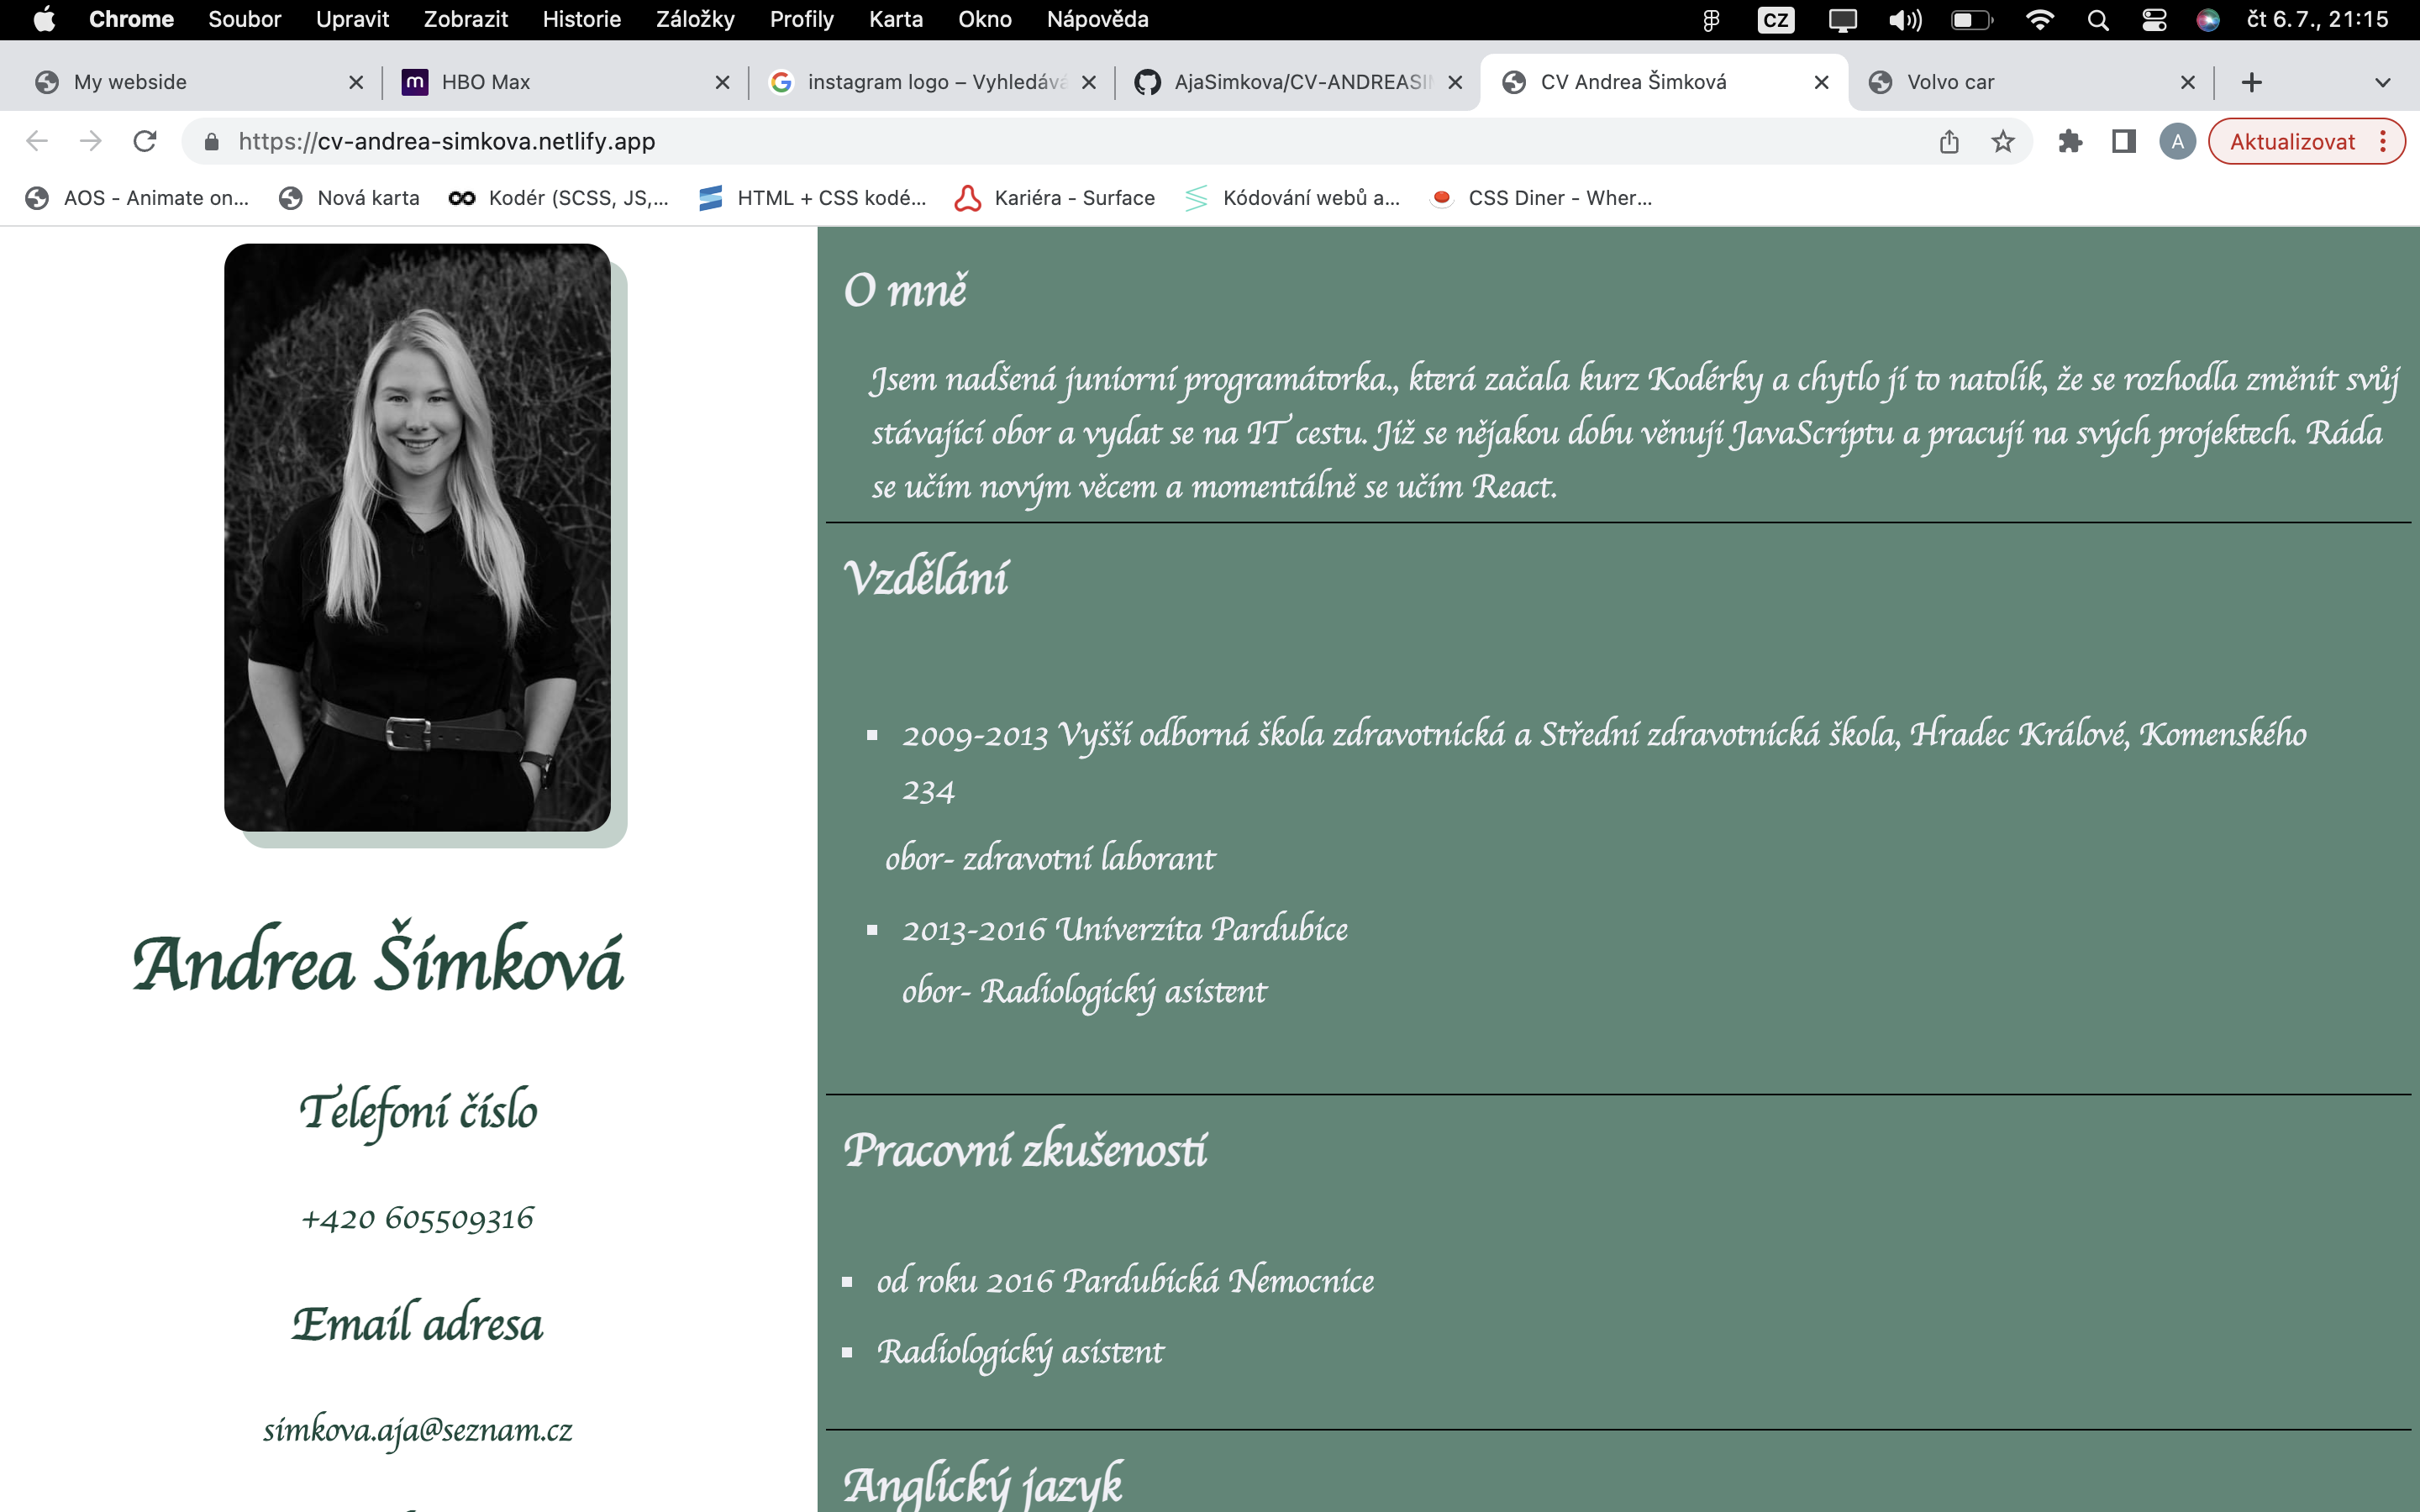 Chrome Soubor Upravit Zobrazit Historie Záložky Profily Karta Okno Nápověda CZ čt 6. 7., 21:15
My webside m HBO Max G instagram logo – Vyhledává AjaSimkova/CV-ANDREASI CV Andrea Šimková Volvo car
https://cv-andrea-simkova.netlify.app A Aktualizovat
AOS - Animate on... Nová karta Kodér (SCSS, JS,... HTML + CSS kodé... Kariéra - Surface Kódování webů a... CSS Diner - Wher...
Andrea Šimková
Telefoní číslo
+420 605509316
Email adresa
simkova.aja@seznam.cz
O mně
Jsem nadšená juniorní programátorka., která začala kurz Kodérky a chytlo jí to natolik, že se rozhodla změnit svůj
stávající obor a vydat se na IT cestu. Již se nějakou dobu věnuji JavaScriptu a pracuji na svých projektech. Ráda
se učím novým věcem a momentálně se učím React.
Vzdělání
2009-2013 Vyšší odborná škola zdravotnická a Střední zdravotnická škola, Hradec Králové, Komenského
234
obor- zdravotní laborant
2013-2016 Univerzita Pardubice
obor- Radiologický asistent
Pracovní zkušenosti
od roku 2016 Pardubická Nemocnice
Radiologický asistent
Anglický jazyk